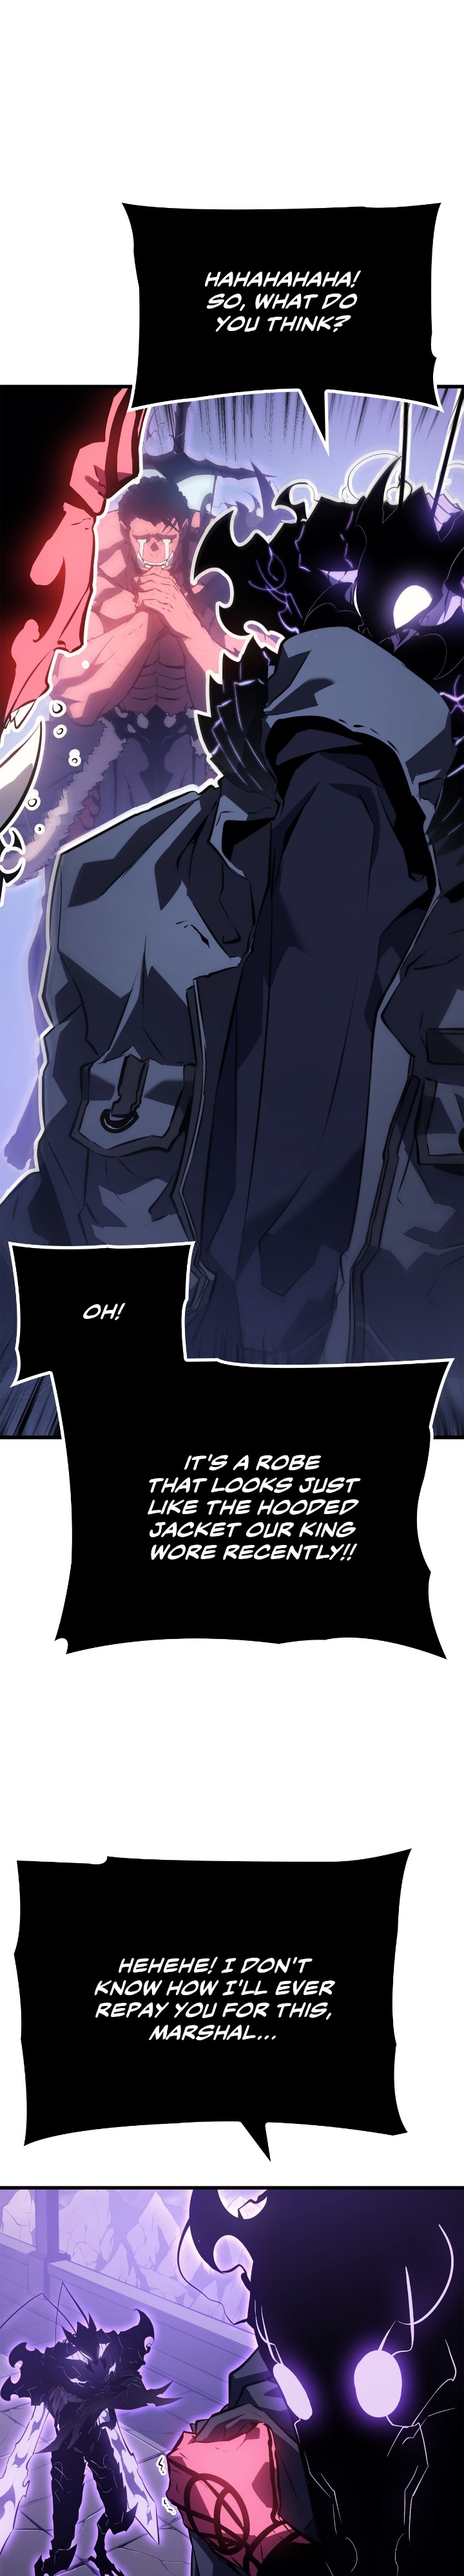 HAHAHAHAHA!
SO, WHAT DO
YOU THINK?
OH!
IT'S A ROBE
THAT LOOKS JUST
LIKE THE HOODED
JACKET OUR KING
WORE RECENTLY!!
HEHEHE! I DON'T
KNOW HOW I'LL EVER
REPAY YOU FOR THIS,
MARSHAL...